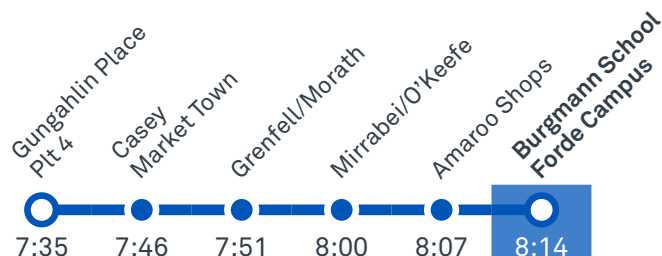 Gungahlin Place
Plt 4
Casey
Market Town
Grenfell/Morath
Mirrabei/O'Keefe
Amaroo Shops
Burgmann School
Forde Campus
7:35
7:46
7:51
8:00
8:07
8:14